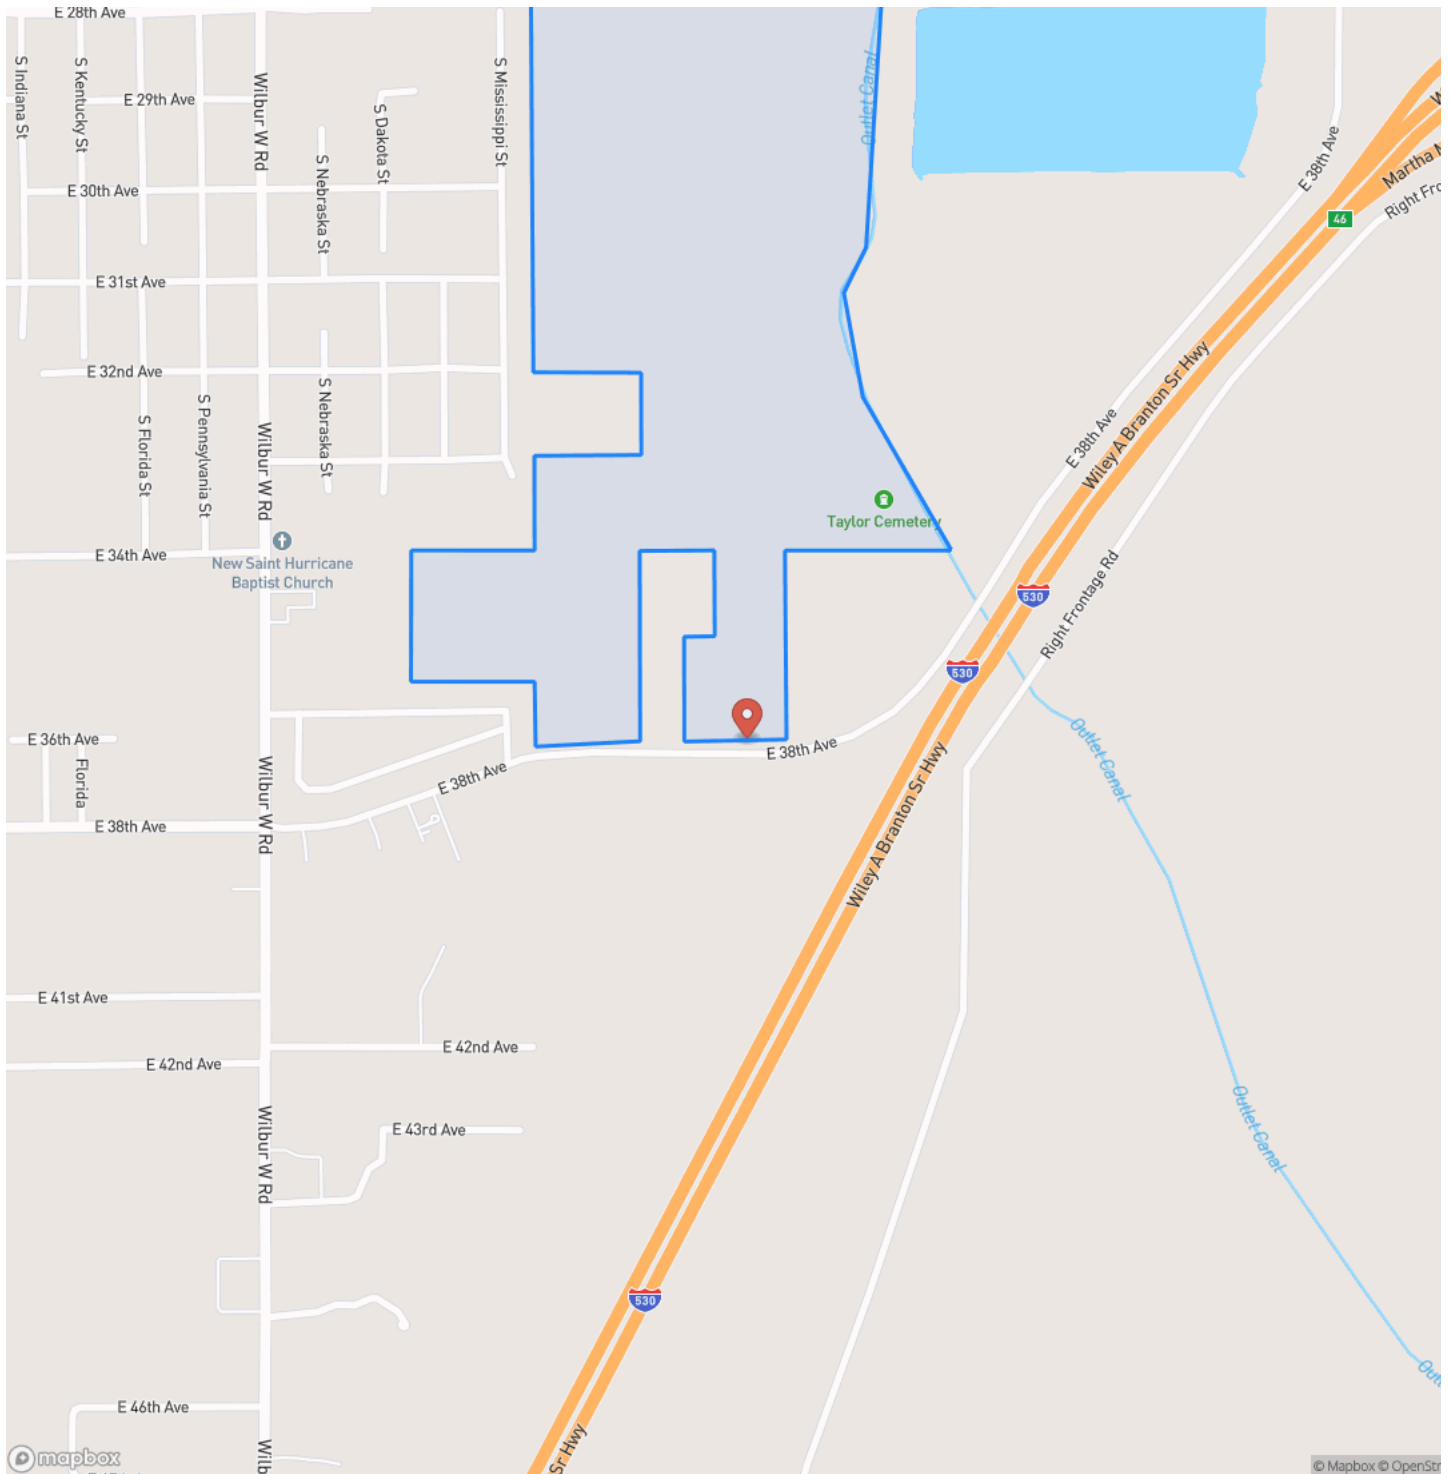 E 28th Ave
S Indiana St
S Kentucky St
E 29th Ave
Wilbur W Rd
S Dakota St
S Mississippi St
S Nebraska St
Outlet Canal
E 38th Ave
Martha
Right
46
E 30th Ave
E 31st Ave
E 32nd Ave
S Florida St
S Pennsylvania St
Wilbur W Rd
S Nebraska St
E 38th Ave
Wiley A Branton Sr Hwy
Taylor Cemetery
E 34th Ave
New Saint Hurricane
Baptist Church
530
Right Frontage Rd
530
E 36th Ave
Florida
Wilbur W Rd
E 38th Ave
E 38th Ave
E 38th Ave
Wiley A Branton Sr Hwy
Outlet Canal
E 41st Ave
E 42nd Ave
E 42nd Ave
Wilbur W Rd
E 43rd Ave
Outlet Canal
530
E 46th Ave
Sr Hwy
mapbox
© Mapbox ©